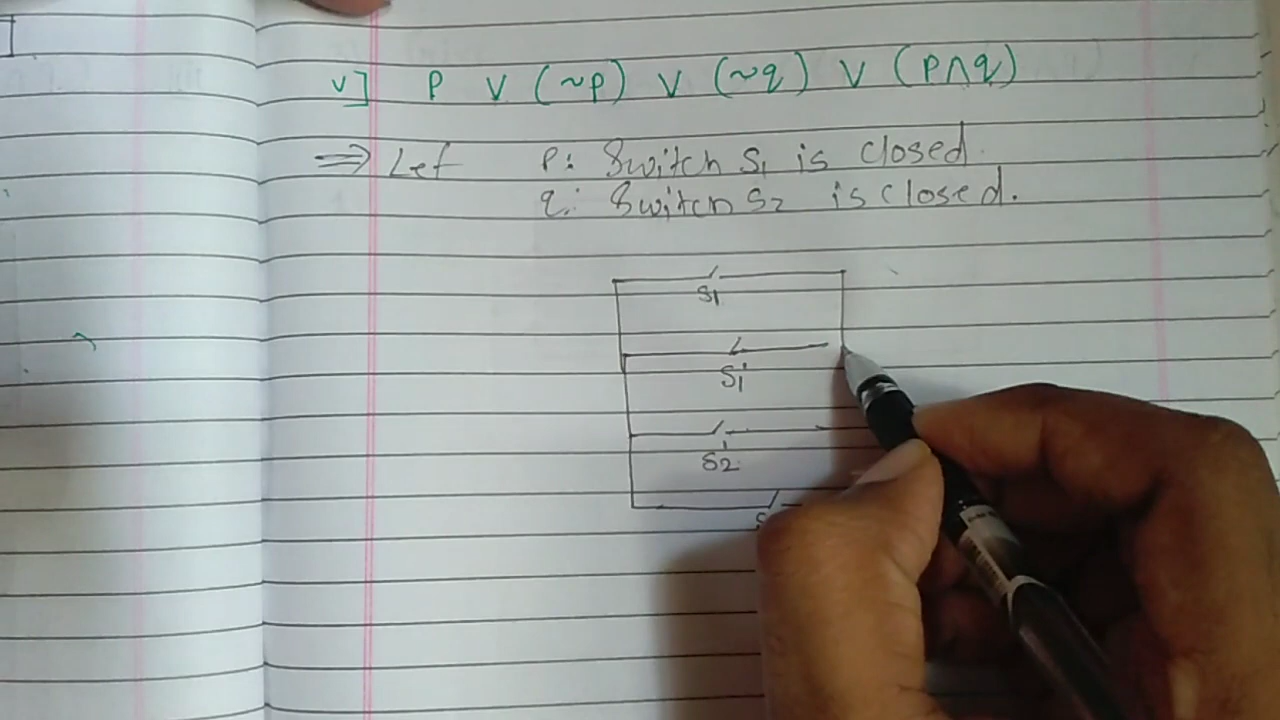 v] p ∨ (~p) ∨ (~q) ∨ (p∧q)
⇒ Let p: Switch S₁ is closed.
q: Switch S₂ is closed.
S₁
S₁'
S₂'